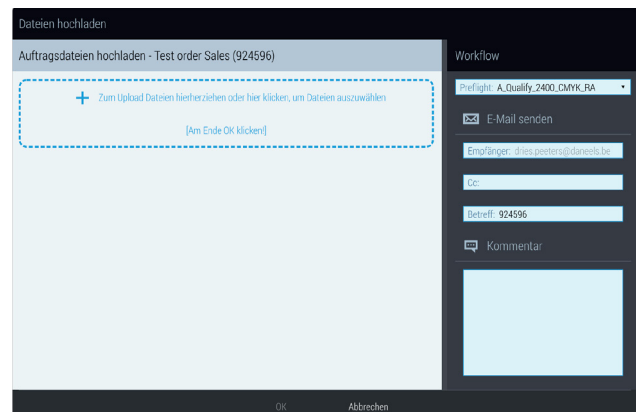 Dateien hochladen
Auftragsdateien hochladen - Test order Sales (924596)
Zum Upload Dateien hierherziehen oder hier klicken, um Dateien auszuwählen
[Am Ende OK klicken!]
Workflow
Preflight: A_Qualify_2400_CMYK_RA
E-Mail senden
Empfänger: dries.peeters@daneels.be
Cc:
Betreff: 924596
Kommentar
OK
Abbrechen